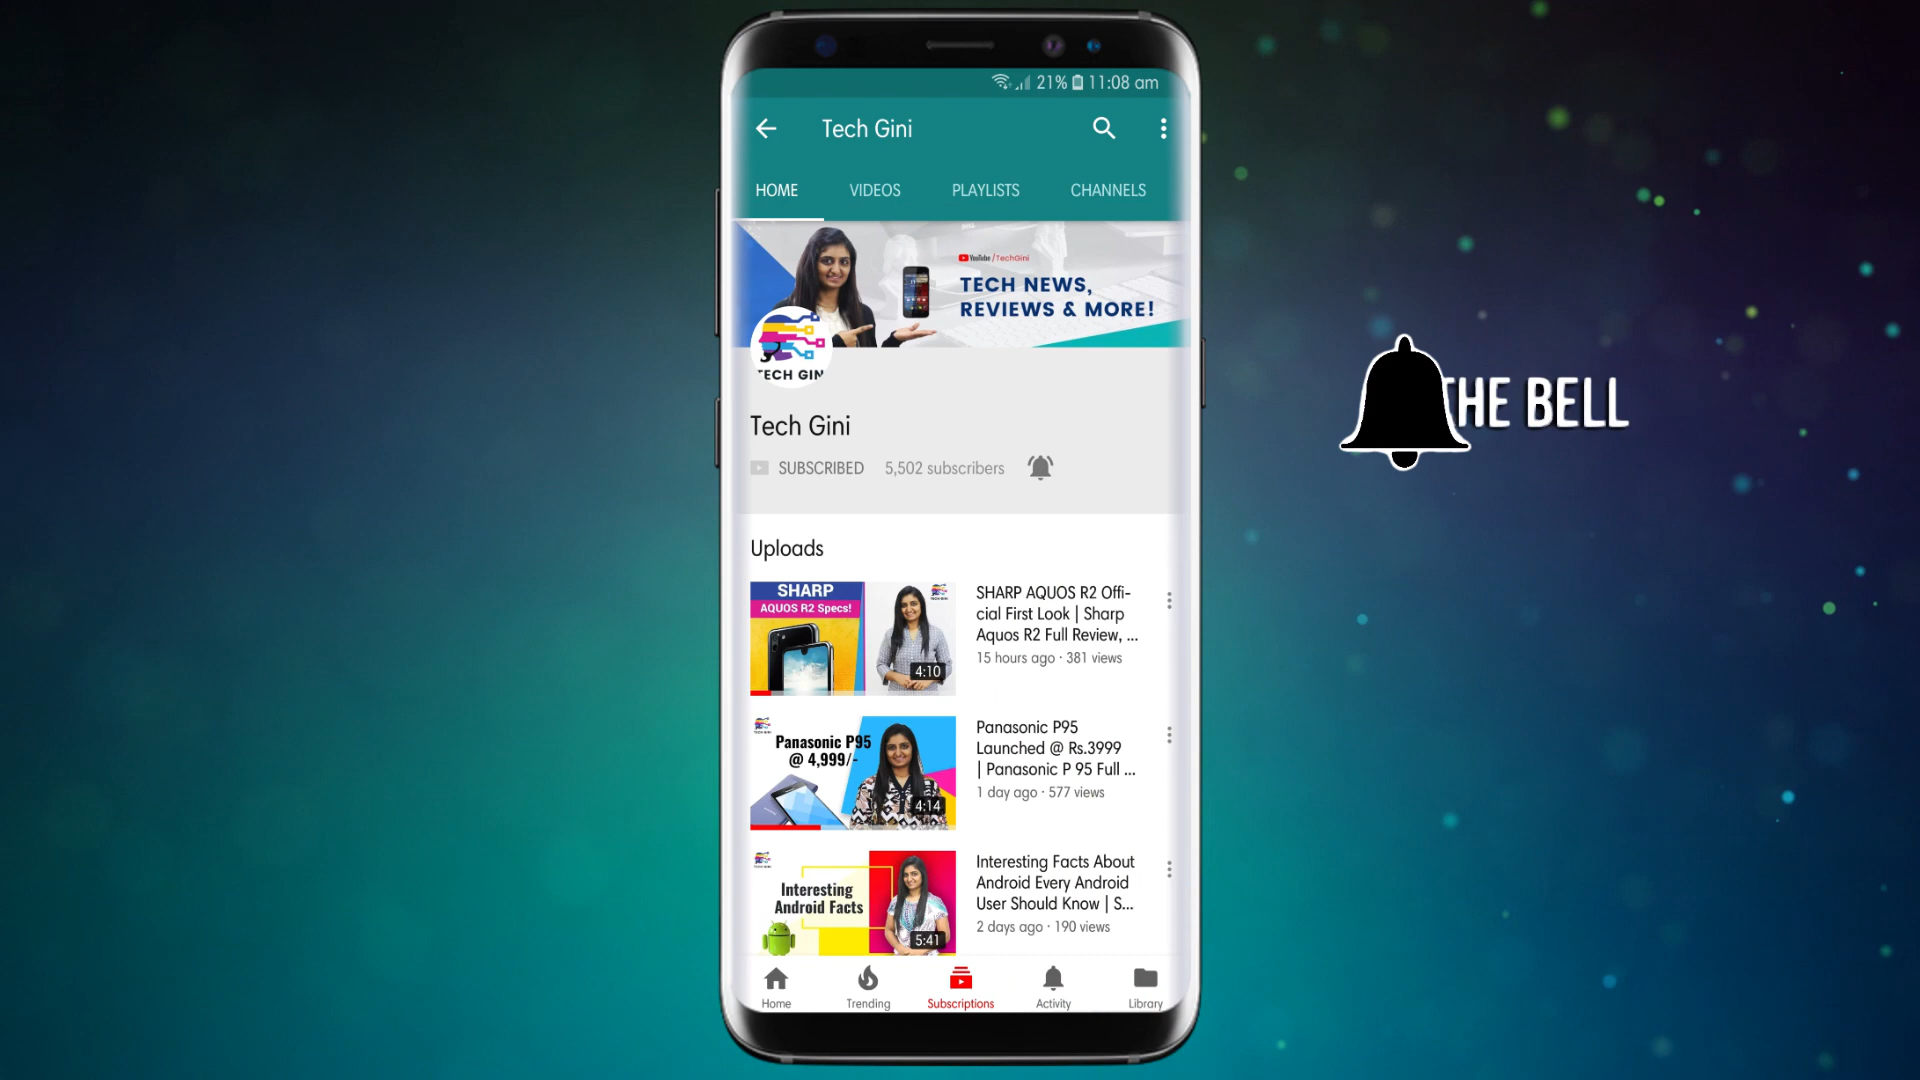 21% 11:08 am
Tech Gini
HOME VIDEOS PLAYLISTS CHANNELS
YouTube /TechGini
TECH NEWS,
REVIEWS & MORE!
TECH GIN
Tech Gini
SUBSCRIBED 5,502 subscribers
THE BELL
Uploads
SHARP
AQUOS R2 Specs!
4:10
SHARP AQUOS R2 Offi-
cial First Look | Sharp
Aquos R2 Full Review, ...
15 hours ago · 381 views
Panasonic P95
@ 4,999/-
4:14
Panasonic P95
Launched @ Rs.3999
| Panasonic P 95 Full ...
1 day ago · 577 views
Interesting
Android Facts
5:41
Interesting Facts About
Android Every Android
User Should Know | S...
2 days ago · 190 views
Home Trending Subscriptions Activity Library